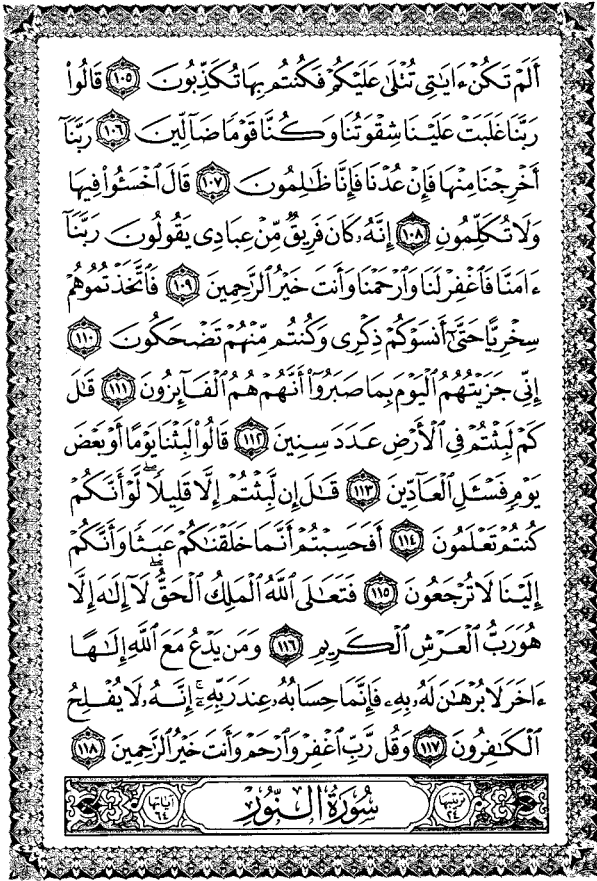 أَلَمْ تَكُنْ ءَايَٰتِى تُتْلَىٰ عَلَيْكُمْ فَكُنتُم بِهَا تُكَذِّبُونَ ١٠٥ قَالُوا۟
رَبَّنَا غَلَبَتْ عَلَيْنَا شِقْوَتُنَا وَكُنَّا قَوْمًا ضَآلِّينَ ١٠٦ رَبَّنَآ
أَخْرِجْنَا مِنْهَا فَإِنْ عُدْنَا فَإِنَّا ظَٰلِمُونَ ١٠٧ قَالَ ٱخْسَـُٔوا۟ فِيهَا
وَلَا تُكَلِّمُونِ ١٠٨ إِنَّهُۥ كَانَ فَرِيقٌ مِّنْ عِبَادِى يَقُولُونَ رَبَّنَآ
ءَامَنَّا فَٱغْفِرْ لَنَا وَٱرْحَمْنَا وَأَنتَ خَيْرُ ٱلرَّٰحِمِينَ ١٠٩ فَٱتَّخَذْتُمُوهُمْ
سِخْرِيًّا حَتَّىٰٓ أَنسَوْكُمْ ذِكْرِى وَكُنتُم مِّنْهُمْ تَضْحَكُونَ ١١٠
إِنِّى جَزَيْتُهُمُ ٱلْيَوْمَ بِمَا صَبَرُوٓا۟ أَنَّهُمْ هُمُ ٱلْفَآئِزُونَ ١١١ قَٰلَ
كَمْ لَبِثْتُمْ فِى ٱلْأَرْضِ عَدَدَ سِنِينَ ١١٢ قَالُوا۟ لَبِثْنَا يَوْمًا أَوْ بَعْضَ
يَوْمٍ فَسْـَٔلِ ٱلْعَآدِّينَ ١١٣ قَٰلَ إِن لَّبِثْتُمْ إِلَّا قَلِيلًا ۖ لَّوْ أَنَّكُمْ
كُنتُمْ تَعْلَمُونَ ١١٤ أَفَحَسِبْتُمْ أَنَّمَا خَلَقْنَٰكُمْ عَبَثًا وَأَنَّكُمْ
إِلَيْنَا لَا تُرْجَعُونَ ١١٥ فَتَعَٰلَى ٱللَّهُ ٱلْمَلِكُ ٱلْحَقُّ ۖ لَآ إِلَٰهَ إِلَّا
هُوَ رَبُّ ٱلْعَرْشِ ٱلْكَرِيمِ ١١٦ وَمَن يَدْعُ مَعَ ٱللَّهِ إِلَٰهًا
ءَاخَرَ لَا بُرْهَٰنَ لَهُۥ بِهِۦ فَإِنَّمَا حِسَابُهُۥ عِندَ رَبِّهِۦٓ ۚ إِنَّهُۥ لَا يُفْلِحُ
ٱلْكَٰفِرُونَ ١١٧ وَقُل رَّبِّ ٱغْفِرْ وَٱرْحَمْ وَأَنتَ خَيْرُ ٱلرَّٰحِمِينَ ١١٨
ترتيبها ٢٤ سُورَةُ النُّورِ آياتها ٦٤